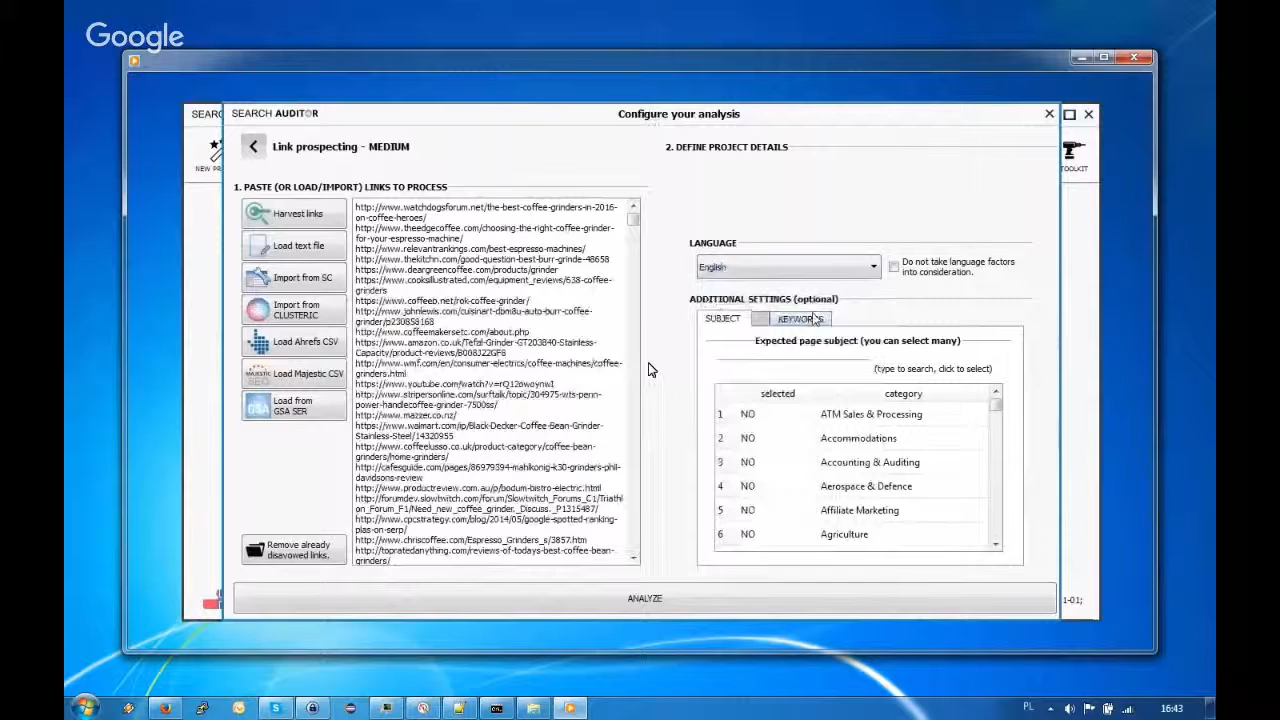 Google
SEARCH AUDITOR
Configure your analysis
NEW PR
TOOLKIT
Link prospecting - MEDIUM
2. DEFINE PROJECT DETAILS
1. PASTE (OR LOAD/IMPORT) LINKS TO PROCESS
Harvest links
Load text file
Import from SC
Import from
CLUSTERIC
Load Ahrefs CSV
Load Majestic CSV
Load from
GSA SER
Remove already
disavowed links.
http://www.watchdogsforum.net/the-best-coffee-grinders-in-2016-
on-coffee-heroes/
http://www.theedgecoffee.com/choosing-the-right-coffee-grinder-
for-your-espresso-machine/
http://www.relevantrankings.com/best-espresso-machines/
http://www.thekitchn.com/good-question-best-burr-grinde-48658
http://www.deargreencoffee.com/products/grinder
http://www.cooksillustrated.com/equipment_reviews/638-coffee-
grinders
http://www.coffeep.net/rok-coffee-grinder/
http://www.johnlewis.com/cuisinart-dbm8u-auto-burr-coffee-
grinder/p230858168
http://www.coffeemakersetc.com/about.php
http://www.amazon.co.uk/Tefal-Grinder-GT203840-Stainless-
Capacity/product-reviews/B008J22GF8
http://www.wmf.com/en/consumer-electrics/coffee-machines/coffee-
grinders.html
http://www.youtube.com/watch?v=rQ12dwoynwI
http://www.stripersonline.com/surftalk/topic/304975-wts-penn-
power-handlecoffee-grinder-7500ss/
http://www.mazzer.co.nz/
http://www.walmart.com/ip/Black-Decker-Coffee-Bean-Grinder-
Stainless-Steel/14320955
http://www.coffeelusso.co.uk/product-category/coffee-bean-
grinders/home-grinders/
http://cafesguide.com/pages/86979394-mahlkonig-k30-grinders-phil-
davidsons-review
http://www.productreview.com.au/p/bodum-bistro-electric.html
http://forumdev.slowtwitch.com/forum/Slowtwitch_Forums_C1/Triathl
on_Forum_F1/Need_new_coffee_grinder._Discuss._P1315487/
http://www.cpcstrategy.com/blog/2014/05/google-spotted-ranking-
plas-on-serp/
http://www.chriscoffee.com/Espresso_Grinders_s/3857.htm
http://topratedanything.com/reviews-of-todays-best-coffee-bean-
grinders/
LANGUAGE
English
Do not take language factors
into consideration.
ADDITIONAL SETTINGS (optional)
SUBJECT
KEYWORDS
Expected page subject (you can select many)
(type to search, click to select)
selected category
1 NO ATM Sales & Processing
2 NO Accommodations
3 NO Accounting & Auditing
4 NO Aerospace & Defence
5 NO Affiliate Marketing
6 NO Agriculture
ANALYZE
1-01;
PL
16:43